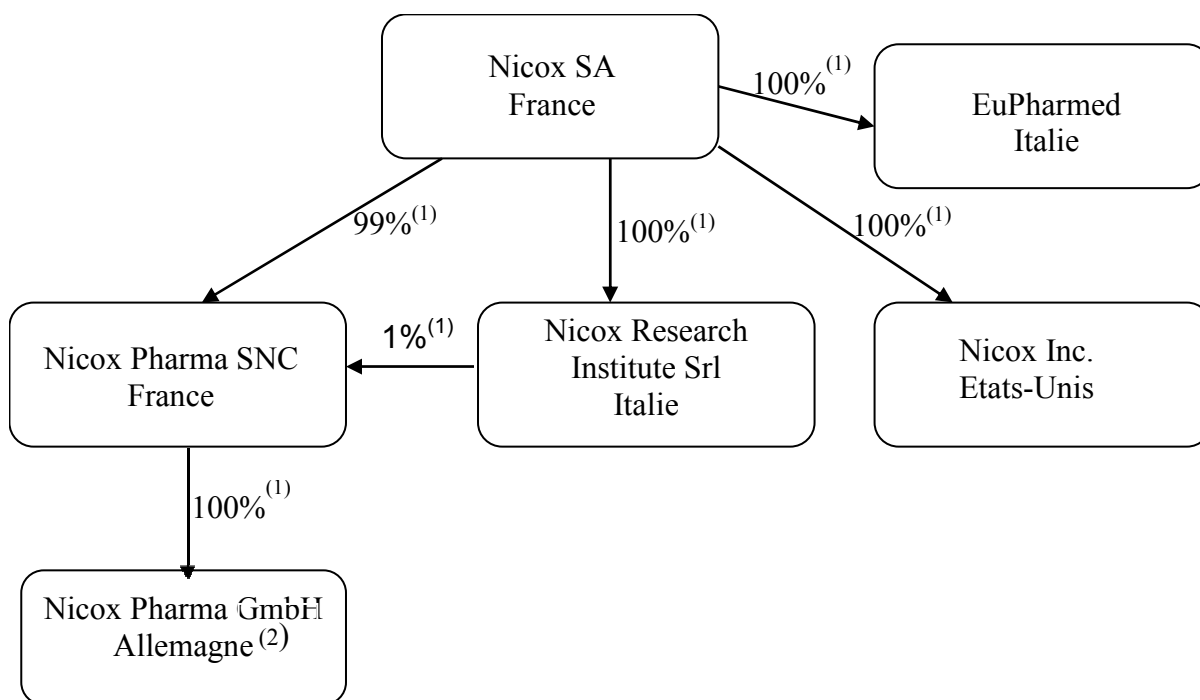 Nicox SA
France
100%(1)
EuPharmed
Italie
99%(1)
100%(1)
100%(1)
Nicox Pharma SNC
France
1%(1)
Nicox Research
Institute Srl
Italie
Nicox Inc.
Etats-Unis
100%(1)
Nicox Pharma GmbH
Allemagne(2)